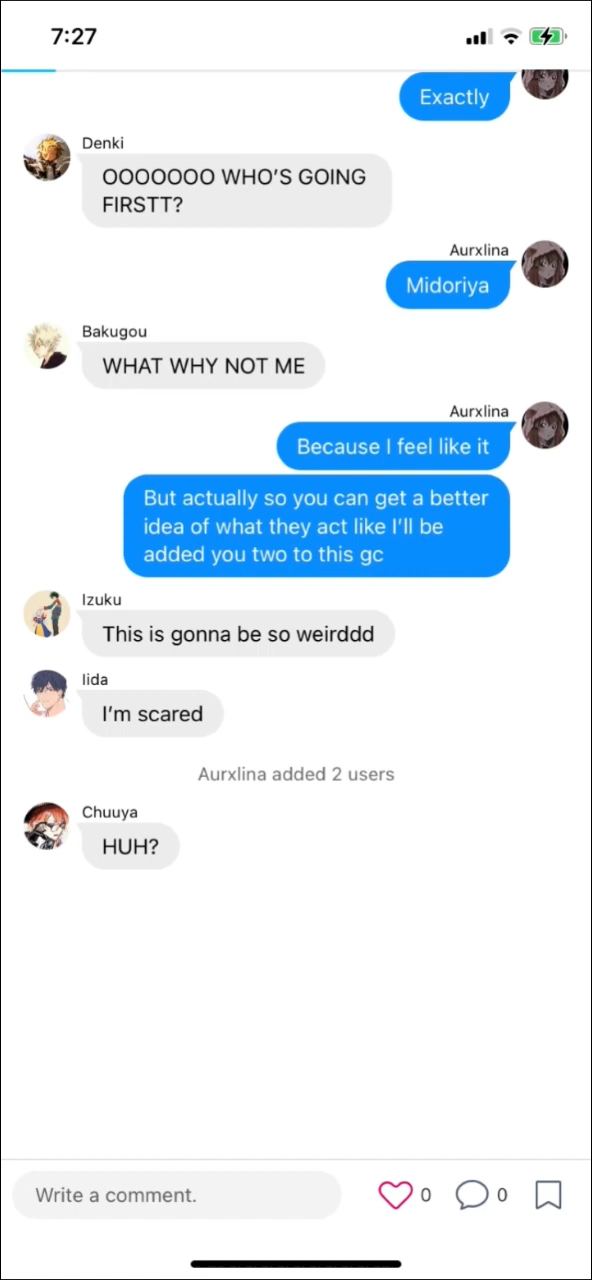 7:27
Exactly
Denki
OOOOOOO WHO'S GOING
FIRSTT?
Aurxlina
Midoriya
Bakugou
WHAT WHY NOT ME
Aurxlina
Because I feel like it
But actually so you can get a better
idea of what they act like I'll be
added you two to this gc
Izuku
This is gonna be so weirddd
Iida
I'm scared
Aurxlina added 2 users
Chuuya
HUH?
Write a comment.
0
0